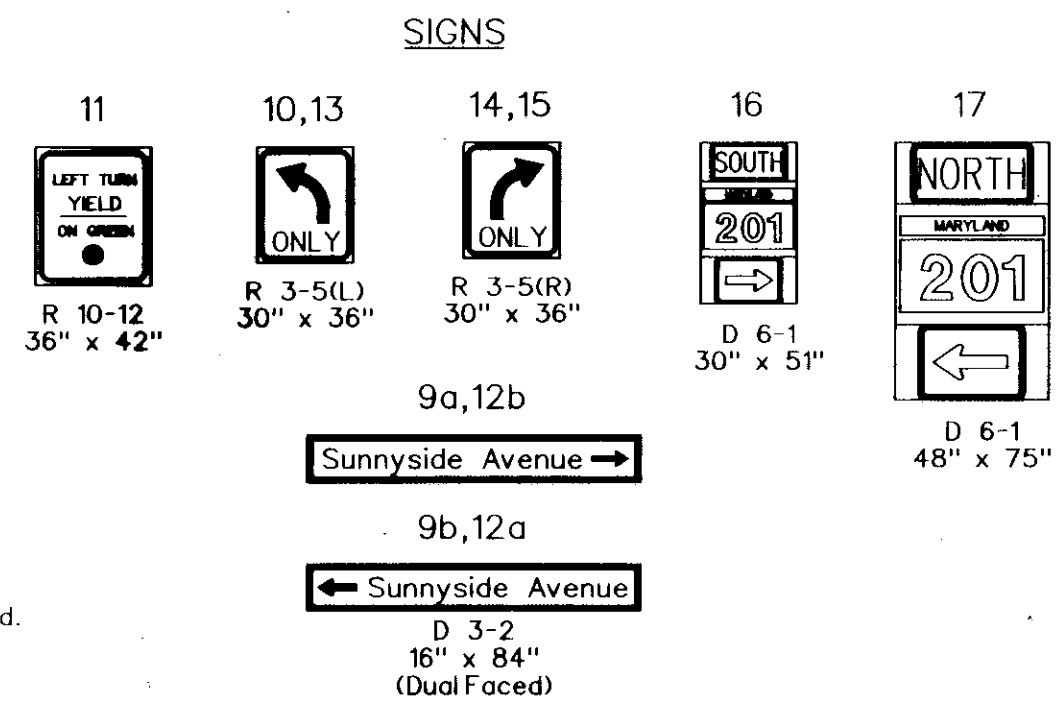 SIGNS
11
LEFT TURN
YIELD
ON GREEN
R 10-12
36" x 42"
10,13
ONLY
R 3-5(L)
30" x 36"
14,15
ONLY
R 3-5(R)
30" x 36"
16
SOUTH
201
D 6-1
30" x 51"
17
NORTH
MARYLAND
201
D 6-1
48" x 75"
9a,12b
Sunnyside Avenue →
9b,12a
← Sunnyside Avenue
D 3-2
16" x 84"
(Dual Faced)
d.